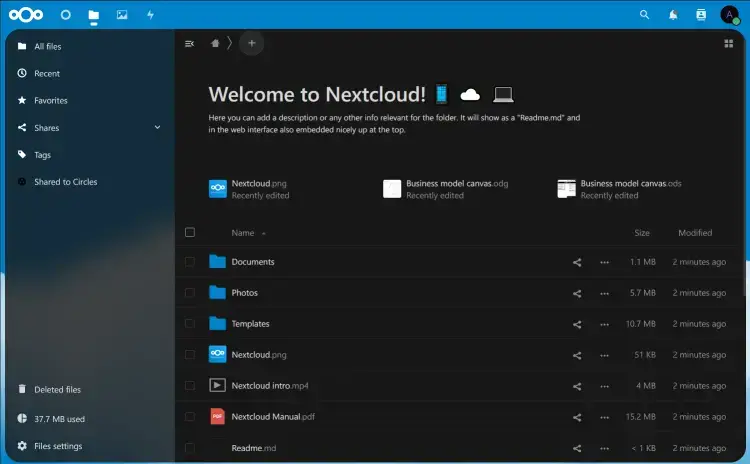 A
All files
Recent
Favorites
Shares
Tags
Shared to Circles
Deleted files
37.7 MB used
Files settings
Welcome to Nextcloud!
Here you can add a description or any other info relevant for the folder. It will show as a "Readme.md" and
in the web interface also embedded nicely up at the top.
Nextcloud.png
Recently edited
Business model canvas.odg
Recently edited
Business model canvas.ods
Recently edited
Name Size Modified
Documents 1.1 MB 2 minutes ago
Photos 5.7 MB 2 minutes ago
Templates 10.7 MB 2 minutes ago
Nextcloud.png 51 KB 2 minutes ago
Nextcloud intro.mp4 4 MB 2 minutes ago
PDF Nextcloud Manual.pdf 15.2 MB 2 minutes ago
Readme.md < 1 KB 2 minutes ago